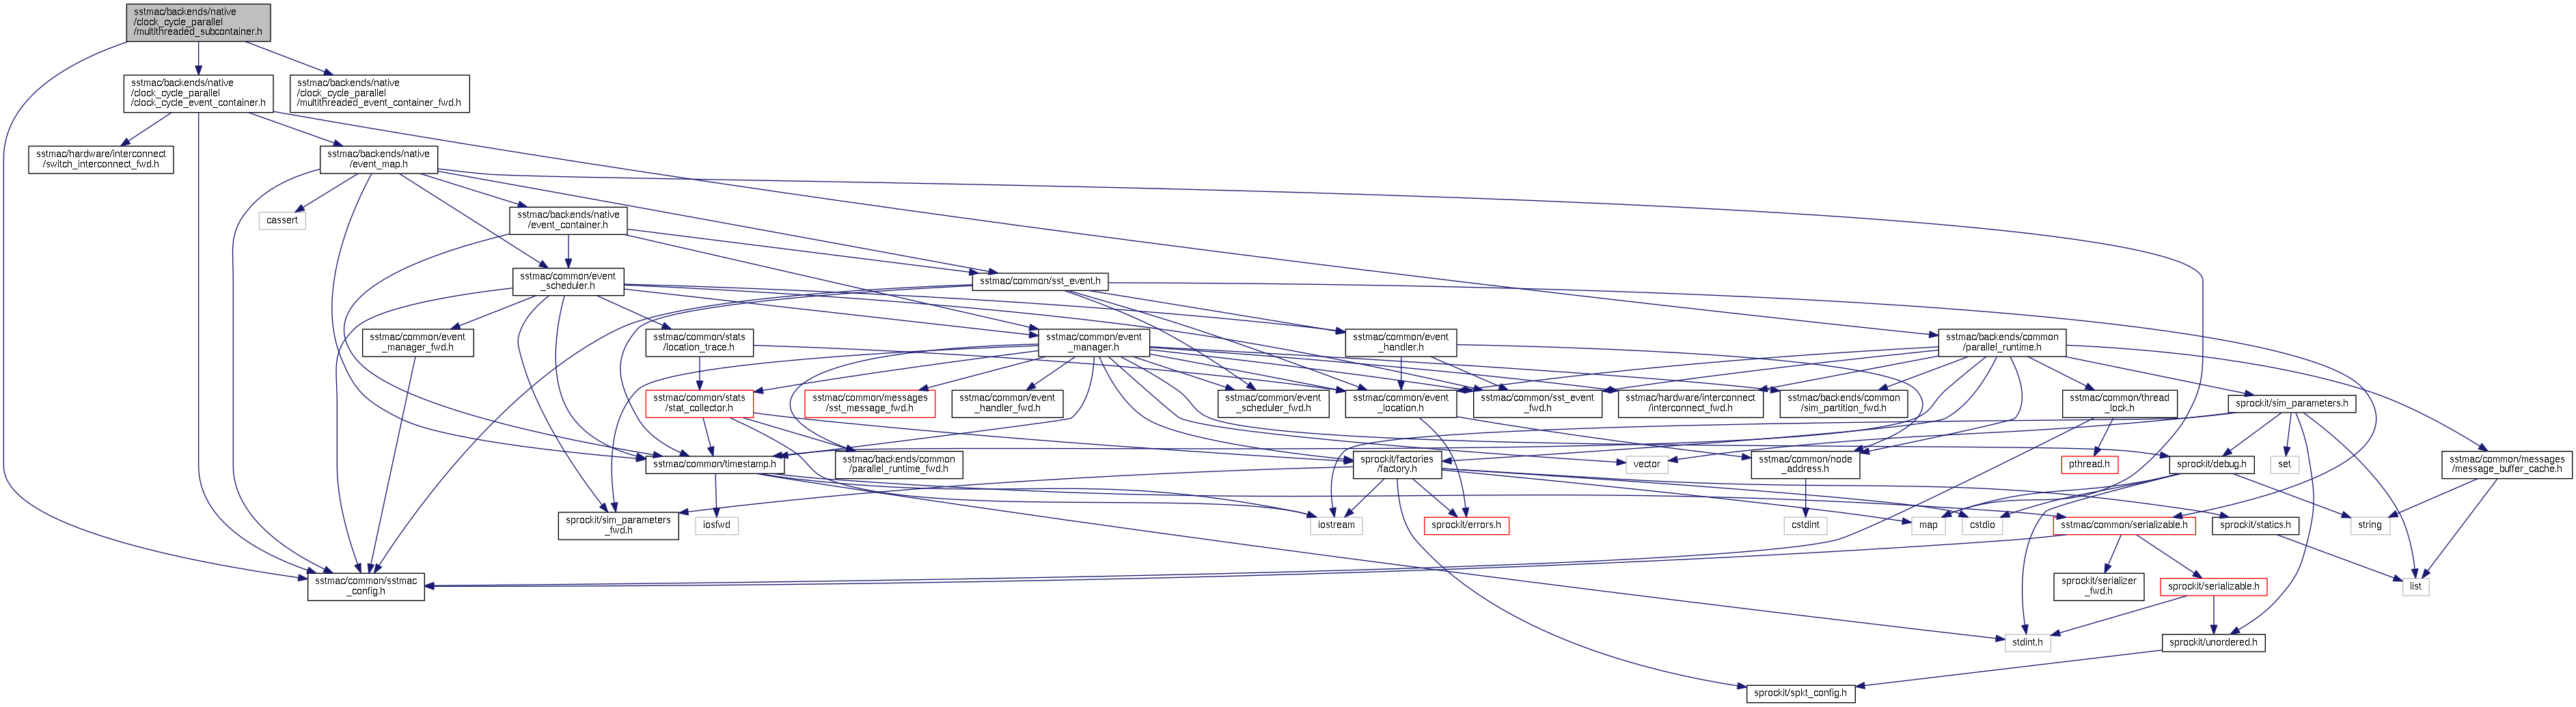 sstmac/backends/native
/clock_cycle_parallel
/multithreaded_subcontainer.h
sstmac/backends/native
/clock_cycle_parallel
/clock_cycle_event_container.h
sstmac/backends/native
/clock_cycle_parallel
/multithreaded_event_container_fwd.h
sstmac/hardware/interconnect
/switch_interconnect_fwd.h
sstmac/backends/native
/event_map.h
cassert
sstmac/backends/native
/event_container.h
sstmac/common/event
_scheduler.h
sstmac/common/sst_event.h
sstmac/common/event
_manager_fwd.h
sstmac/common/stats
/location_trace.h
sstmac/common/event
_manager.h
sstmac/common/event
_handler.h
sstmac/backends/common
/parallel_runtime.h
sstmac/common/stats
/stat_collector.h
sstmac/common/messages
/sst_message_fwd.h
sstmac/common/event
_handler_fwd.h
sstmac/common/event
_scheduler_fwd.h
sstmac/common/event
_location.h
sstmac/common/sst_event
_fwd.h
sstmac/hardware/interconnect
/interconnect_fwd.h
sstmac/backends/common
/sim_partition_fwd.h
sstmac/common/thread
_lock.h
sprockit/sim_parameters.h
sstmac/common/timestamp.h
sstmac/backends/common
/parallel_runtime_fwd.h
sprockit/factories
/factory.h
vector
sstmac/common/node
_address.h
pthread.h
sprockit/debug.h
set
sstmac/common/messages
/message_buffer_cache.h
sprockit/sim_parameters
_fwd.h
iosfwd
iostream
sprockit/errors.h
cstdint
map
cstdio
sstmac/common/serializable.h
sprockit/statics.h
string
sstmac/common/sstmac
_config.h
sprockit/serializer
_fwd.h
sprockit/serializable.h
list
stdint.h
sprockit/unordered.h
sprockit/spkt_config.h